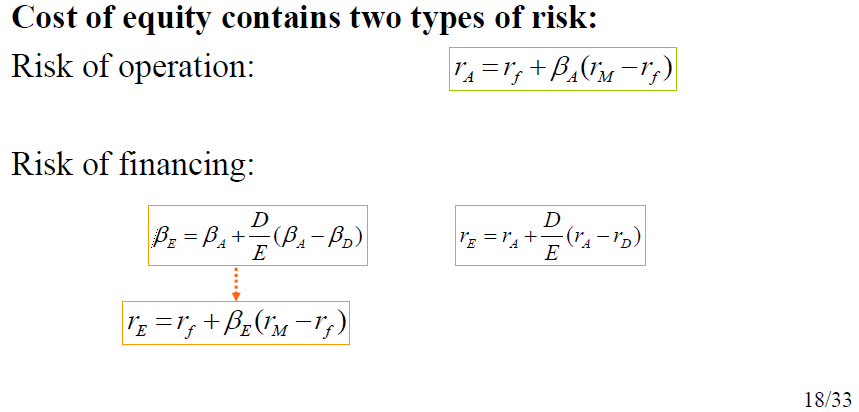 Cost of equity contains two types of risk:
Risk of operation: r_A = r_f + β_A(r_M − r_f)
Risk of financing:
β_E = β_A + D/E (β_A − β_D) r_E = r_A + D/E (r_A − r_D)
r_E = r_f + β_E(r_M − r_f)
18/33